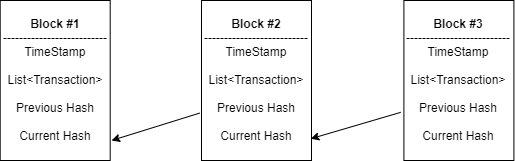 Block #1
TimeStamp
List<Transaction>
Previous Hash
Current Hash
Block #2
TimeStamp
List<Transaction>
Previous Hash
Current Hash
Block #3
TimeStamp
List<Transaction>
Previous Hash
Current Hash